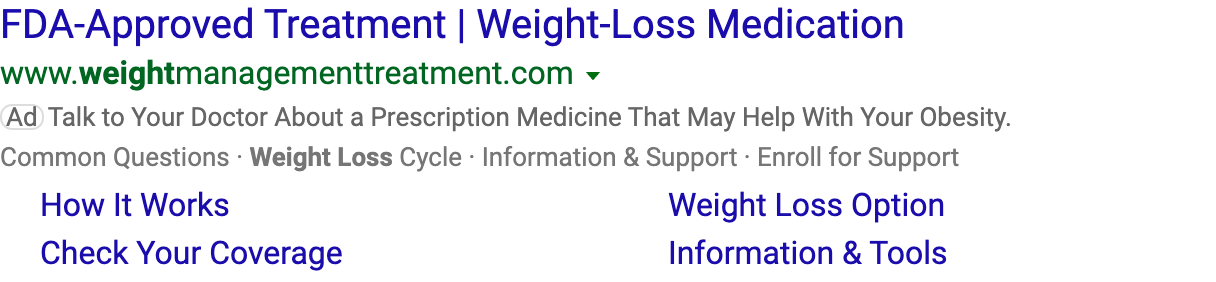 FDA-Approved Treatment | Weight-Loss Medication
www.weightmanagementtreatment.com
Ad Talk to Your Doctor About a Prescription Medicine That May Help With Your Obesity.
Common Questions · Weight Loss Cycle · Information & Support · Enroll for Support
How It Works Weight Loss Option
Check Your Coverage Information & Tools